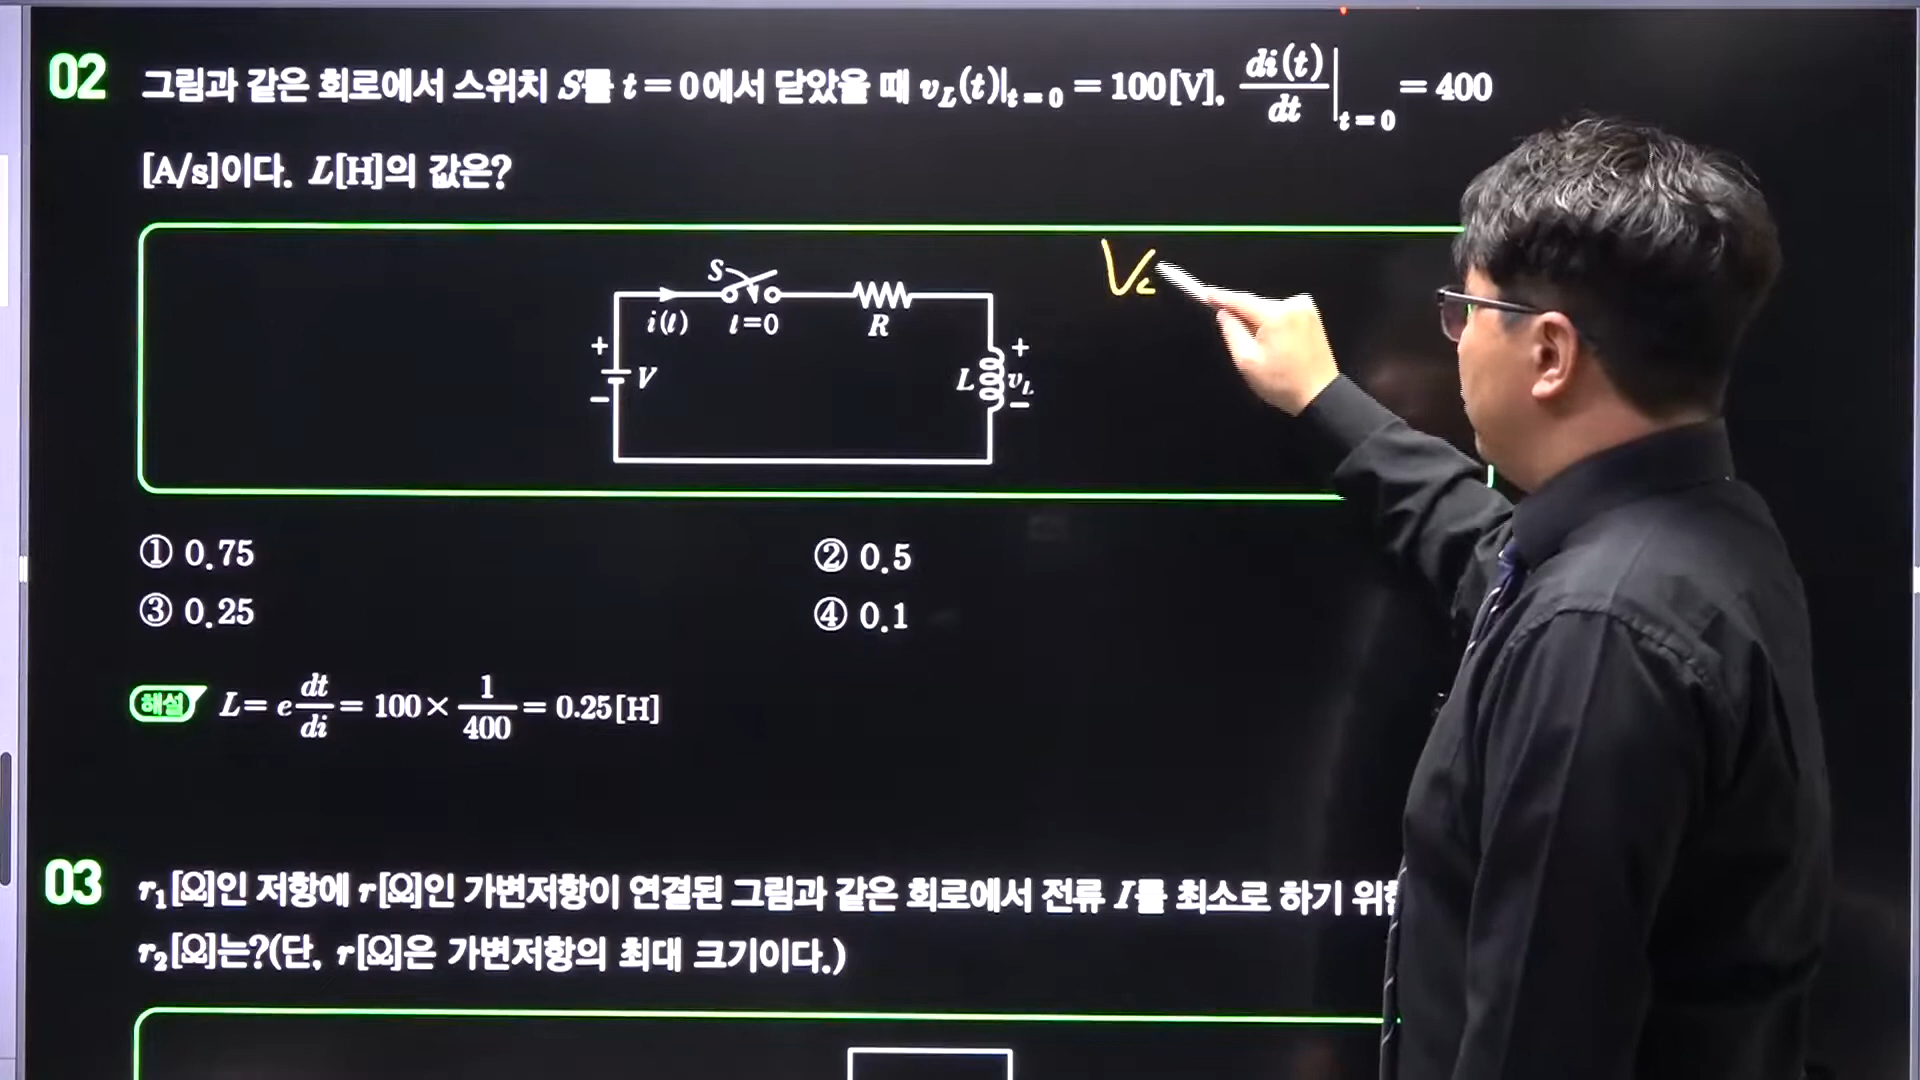 02 그림과 같은 회로에서 스위치 S를 t = 0에서 닫았을 때 v_L(t)|_{t=0} = 100[V], di(t)/dt|_{t=0} = 400
[A/s]이다. L[H]의 값은?
V_L
S
i(t) t=0 R
+ +
V L v_L
− −
① 0.75 ② 0.5
③ 0.25 ④ 0.1
해설 L = e dt/di = 100 × 1/400 = 0.25[H]
03 r₁[Ω]인 저항에 r[Ω]인 가변저항이 연결된 그림과 같은 회로에서 전류 I를 최소로 하기
r₂[Ω]는?(단, r[Ω]은 가변저항의 최대 크기이다.)